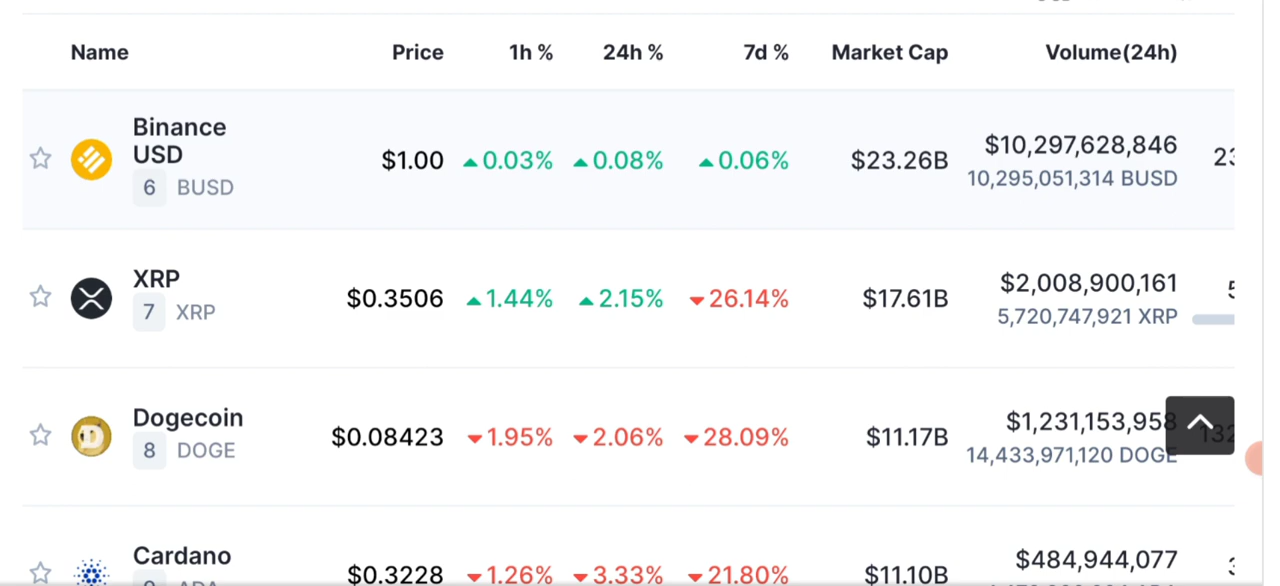 Name Price 1h % 24h % 7d % Market Cap Volume(24h)
Binance
USD
6 BUSD
$1.00 0.03% 0.08% 0.06% $23.26B $10,297,628,846
10,295,051,314 BUSD
XRP
7 XRP
$0.3506 1.44% 2.15% 26.14% $17.61B $2,008,900,161
5,720,747,921 XRP
Dogecoin
8 DOGE
$0.08423 1.95% 2.06% 28.09% $11.17B $1,231,153,958
14,433,971,120 DOGE
Cardano
$0.3228 1.26% 3.33% 21.80% $11.10B $484,944,077